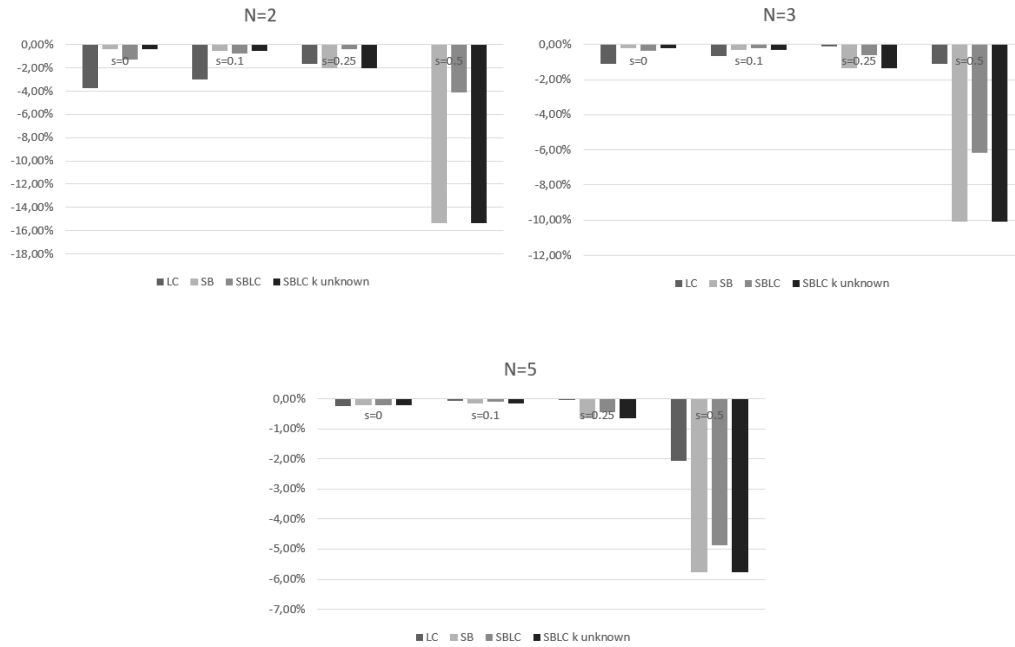 N=2
0,00%
-2,00%
-4,00%
-6,00%
-8,00%
-10,00%
-12,00%
-14,00%
-16,00%
-18,00%
s=0 s=0.1 s=0.25 s=0.5
LC SB SBLC SBLC k unknown
N=3
0,00%
-2,00%
-4,00%
-6,00%
-8,00%
-10,00%
-12,00%
s=0 s=0.1 s=0.25 s=0.5
LC SB SBLC SBLC k unknown
N=5
0,00%
-1,00%
-2,00%
-3,00%
-4,00%
-5,00%
-6,00%
-7,00%
s=0 s=0.1 s=0.25 s=0.5
LC SB SBLC SBLC k unknown